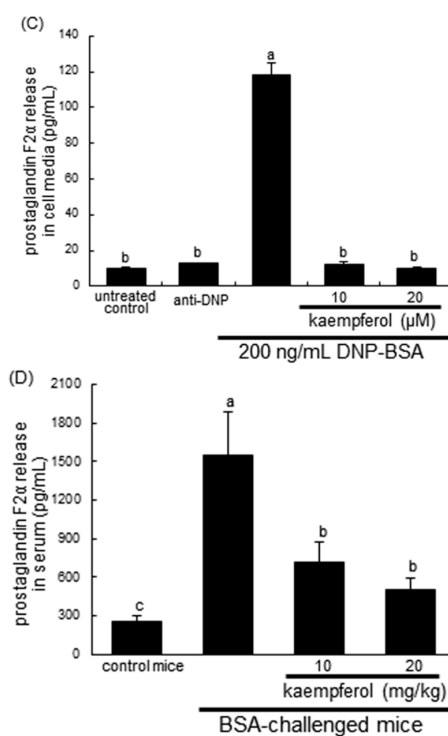 (C)
prostaglandin F2α release
in cell media (pg/mL)
140
120
100
80
60
40
20
0
b
b
a
b
b
untreated
control
anti-DNP
10
20
kaempferol (μM)
200 ng/mL DNP-BSA
(D)
prostaglandin F2α release
in serum (pg/mL)
2100
1800
1500
1200
900
600
300
0
c
a
b
b
control mice
10
20
kaempferol (mg/kg)
BSA-challenged mice